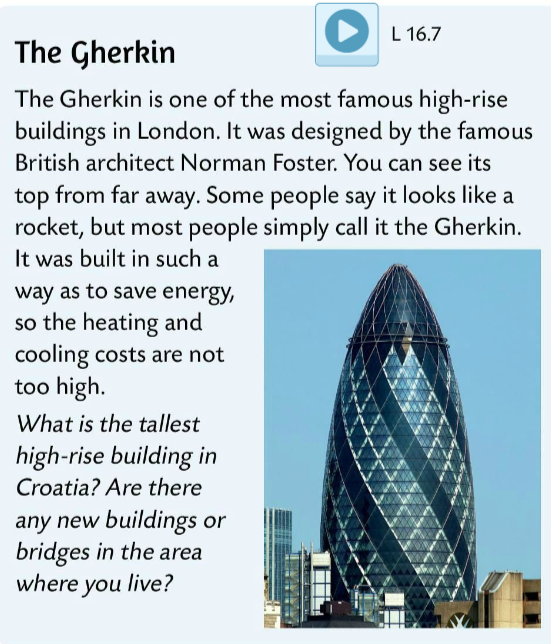 The Gherkin
L 16.7
The Gherkin is one of the most famous high-rise
buildings in London. It was designed by the famous
British architect Norman Foster. You can see its
top from far away. Some people say it looks like a
rocket, but most people simply call it the Gherkin.
It was built in such a
way as to save energy,
so the heating and
cooling costs are not
too high.
What is the tallest
high-rise building in
Croatia? Are there
any new buildings or
bridges in the area
where you live?